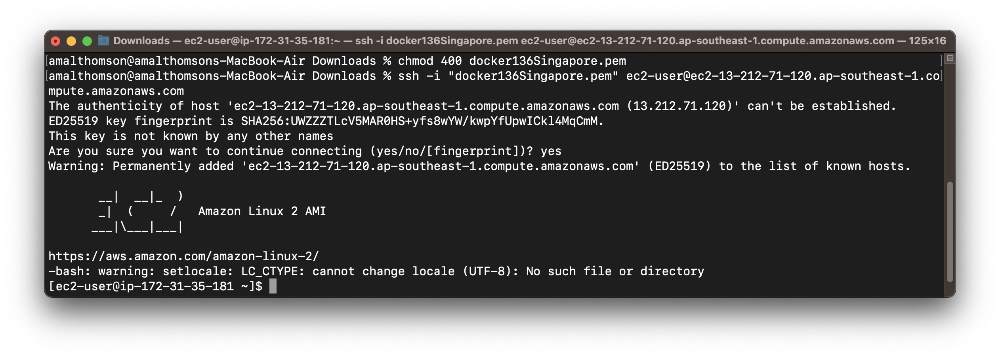 Downloads — ec2-user@ip-172-31-35-181:~ — ssh -i docker136Singapore.pem ec2-user@ec2-13-212-71-120.ap-southeast-1.compute.amazonaws.com — 125×16
[amalthomson@amalthomsons-MacBook-Air Downloads % chmod 400 docker136Singapore.pem ]
[amalthomson@amalthomsons-MacBook-Air Downloads % ssh -i "docker136Singapore.pem" ec2-user@ec2-13-212-71-120.ap-southeast-1.co]
mpute.amazonaws.com
The authenticity of host 'ec2-13-212-71-120.ap-southeast-1.compute.amazonaws.com (13.212.71.120)' can't be established.
ED25519 key fingerprint is SHA256:UWZZZTLcV5MAR0HS+yfs8wYW/kwpYfUpwICkl4MqCmM.
This key is not known by any other names
Are you sure you want to continue connecting (yes/no/[fingerprint])? yes
Warning: Permanently added 'ec2-13-212-71-120.ap-southeast-1.compute.amazonaws.com' (ED25519) to the list of known hosts.
       __|  __|_  )
       _|  (     /   Amazon Linux 2 AMI
      ___|\___|___|
https://aws.amazon.com/amazon-linux-2/
-bash: warning: setlocale: LC_CTYPE: cannot change locale (UTF-8): No such file or directory
[ec2-user@ip-172-31-35-181 ~]$